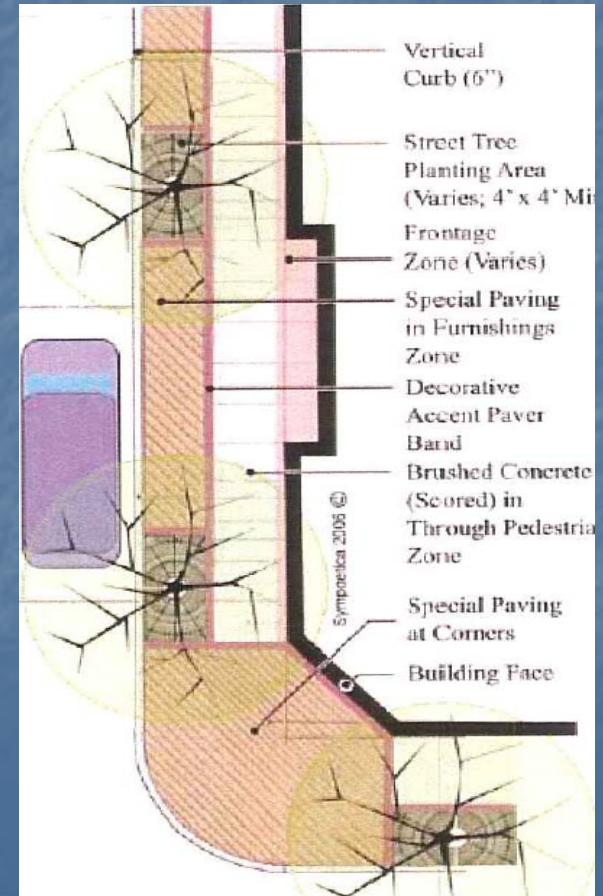 Vertical
Curb (6”)
Street Tree
Planting Area
(Varies; 4’ x 4’ Mi
Frontage
Zone (Varies)
Special Paving
in Furnishings
Zone
Decorative
Accent Paver
Band
Brushed Concrete
(Scored) in
Through Pedestria
Zone
Sympoetica 2006 ©
Special Paving
at Corners
Building Face